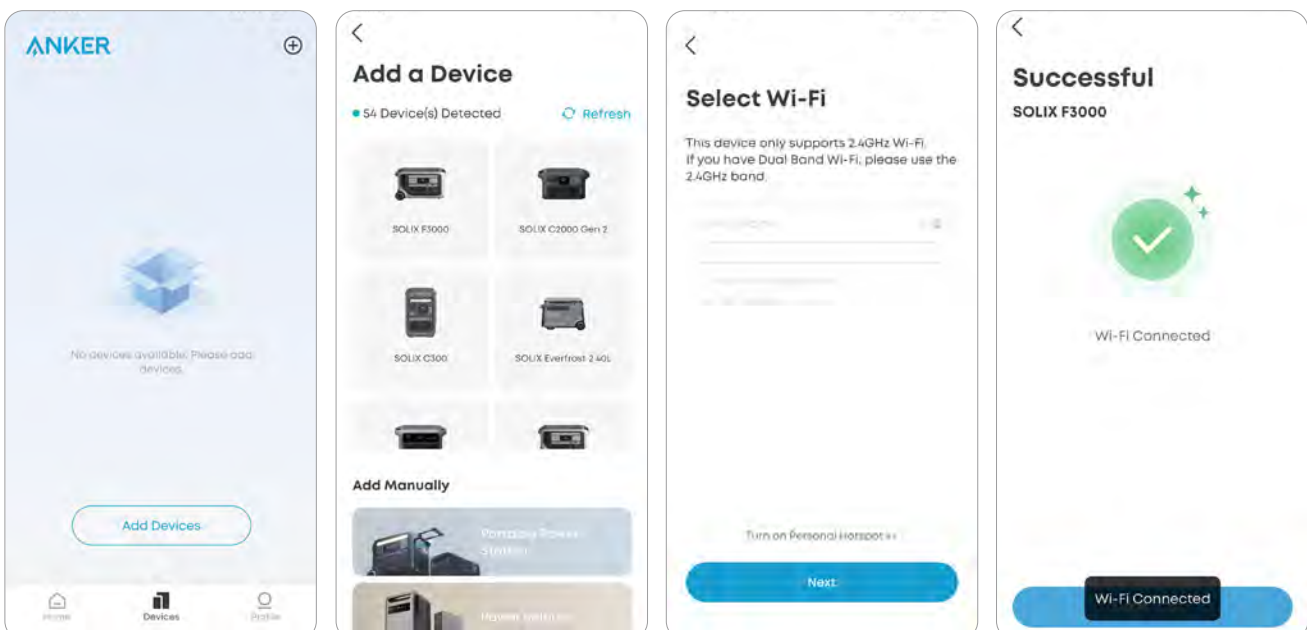 ANKER
No devices available. Please add
devices.
Add Devices
Home
Devices
Profile
Add a Device
54 Device(s) Detected
Refresh
SOLIX F3000
SOLIX C2000 Gen 2
SOLIX C300
SOLIX Everfrost 2 40L
Add Manually
Portable Power
Station
Select Wi-Fi
This device only supports 2.4GHz Wi-Fi.
If you have Dual Band Wi-Fi, please use the
2.4GHz band.
Turn on Personal Hotspot >>
Next
Successful
SOLIX F3000
Wi-Fi Connected
Wi-Fi Connected